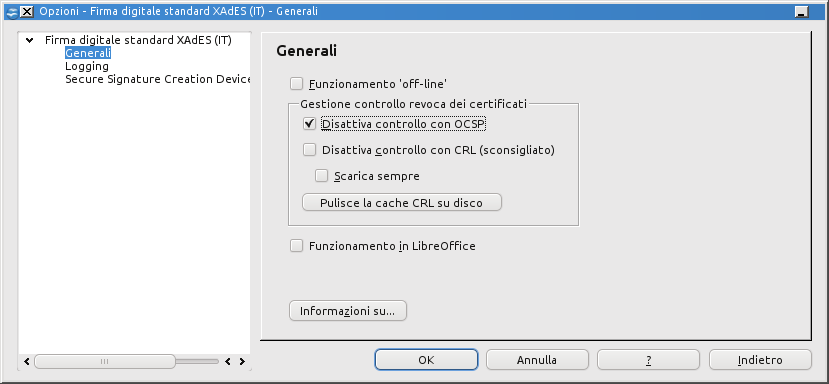 Opzioni - Firma digitale standard XAdES (IT) - Generali
Firma digitale standard XAdES (IT)
Generali
Logging
Secure Signature Creation Device
Generali
Funzionamento 'off-line'
Gestione controllo revoca dei certificati
Disattiva controllo con OCSP
Disattiva controllo con CRL (sconsigliato)
Scarica sempre
Pulisce la cache CRL su disco
Funzionamento in LibreOffice
Informazioni su...
OK Annulla ? Indietro